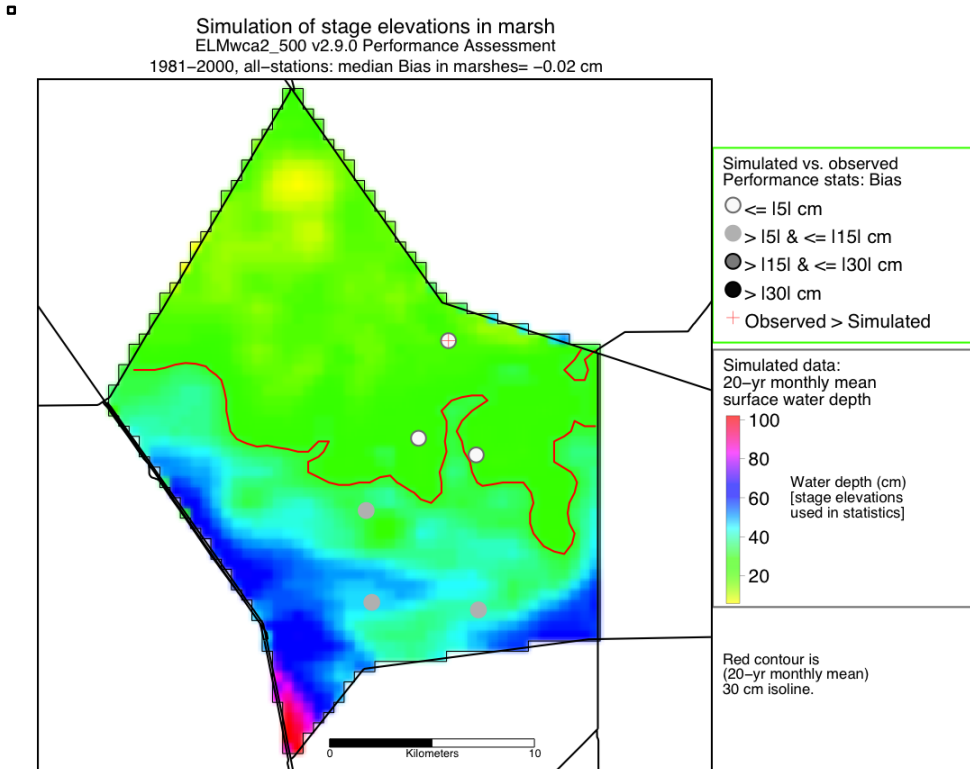 Simulation of stage elevations in marsh
ELMwca2_500 v2.9.0 Performance Assessment
1981−2000, all−stations: median Bias in marshes= −0.02 cm
Simulated vs. observed
Performance stats: Bias
<= |5| cm
> |5| & <= |15| cm
> |15| & <= |30| cm
> |30| cm
Observed > Simulated
Simulated data:
20−yr monthly mean
surface water depth
100
80
60
40
20
Water depth (cm)
[stage elevations
used in statistics]
Red contour is
(20−yr monthly mean)
30 cm isoline.
0 Kilometers 10